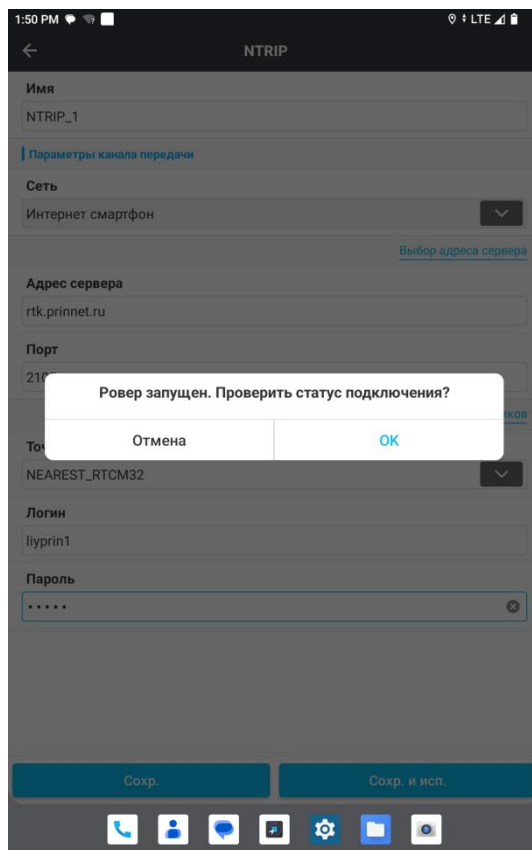 1:50 PM
LTE
NTRIP
Имя
NTRIP_1
Параметры канала передачи
Сеть
Интернет смартфон
Выбор адреса сервера
Адрес сервера
rtk.prinnet.ru
Порт
Ровер запущен. Проверить статус подключения?
Отмена
OK
NEAREST_RTCM32
Логин
liyprin1
Пароль
•••••
Сохр.
Сохр. и исп.